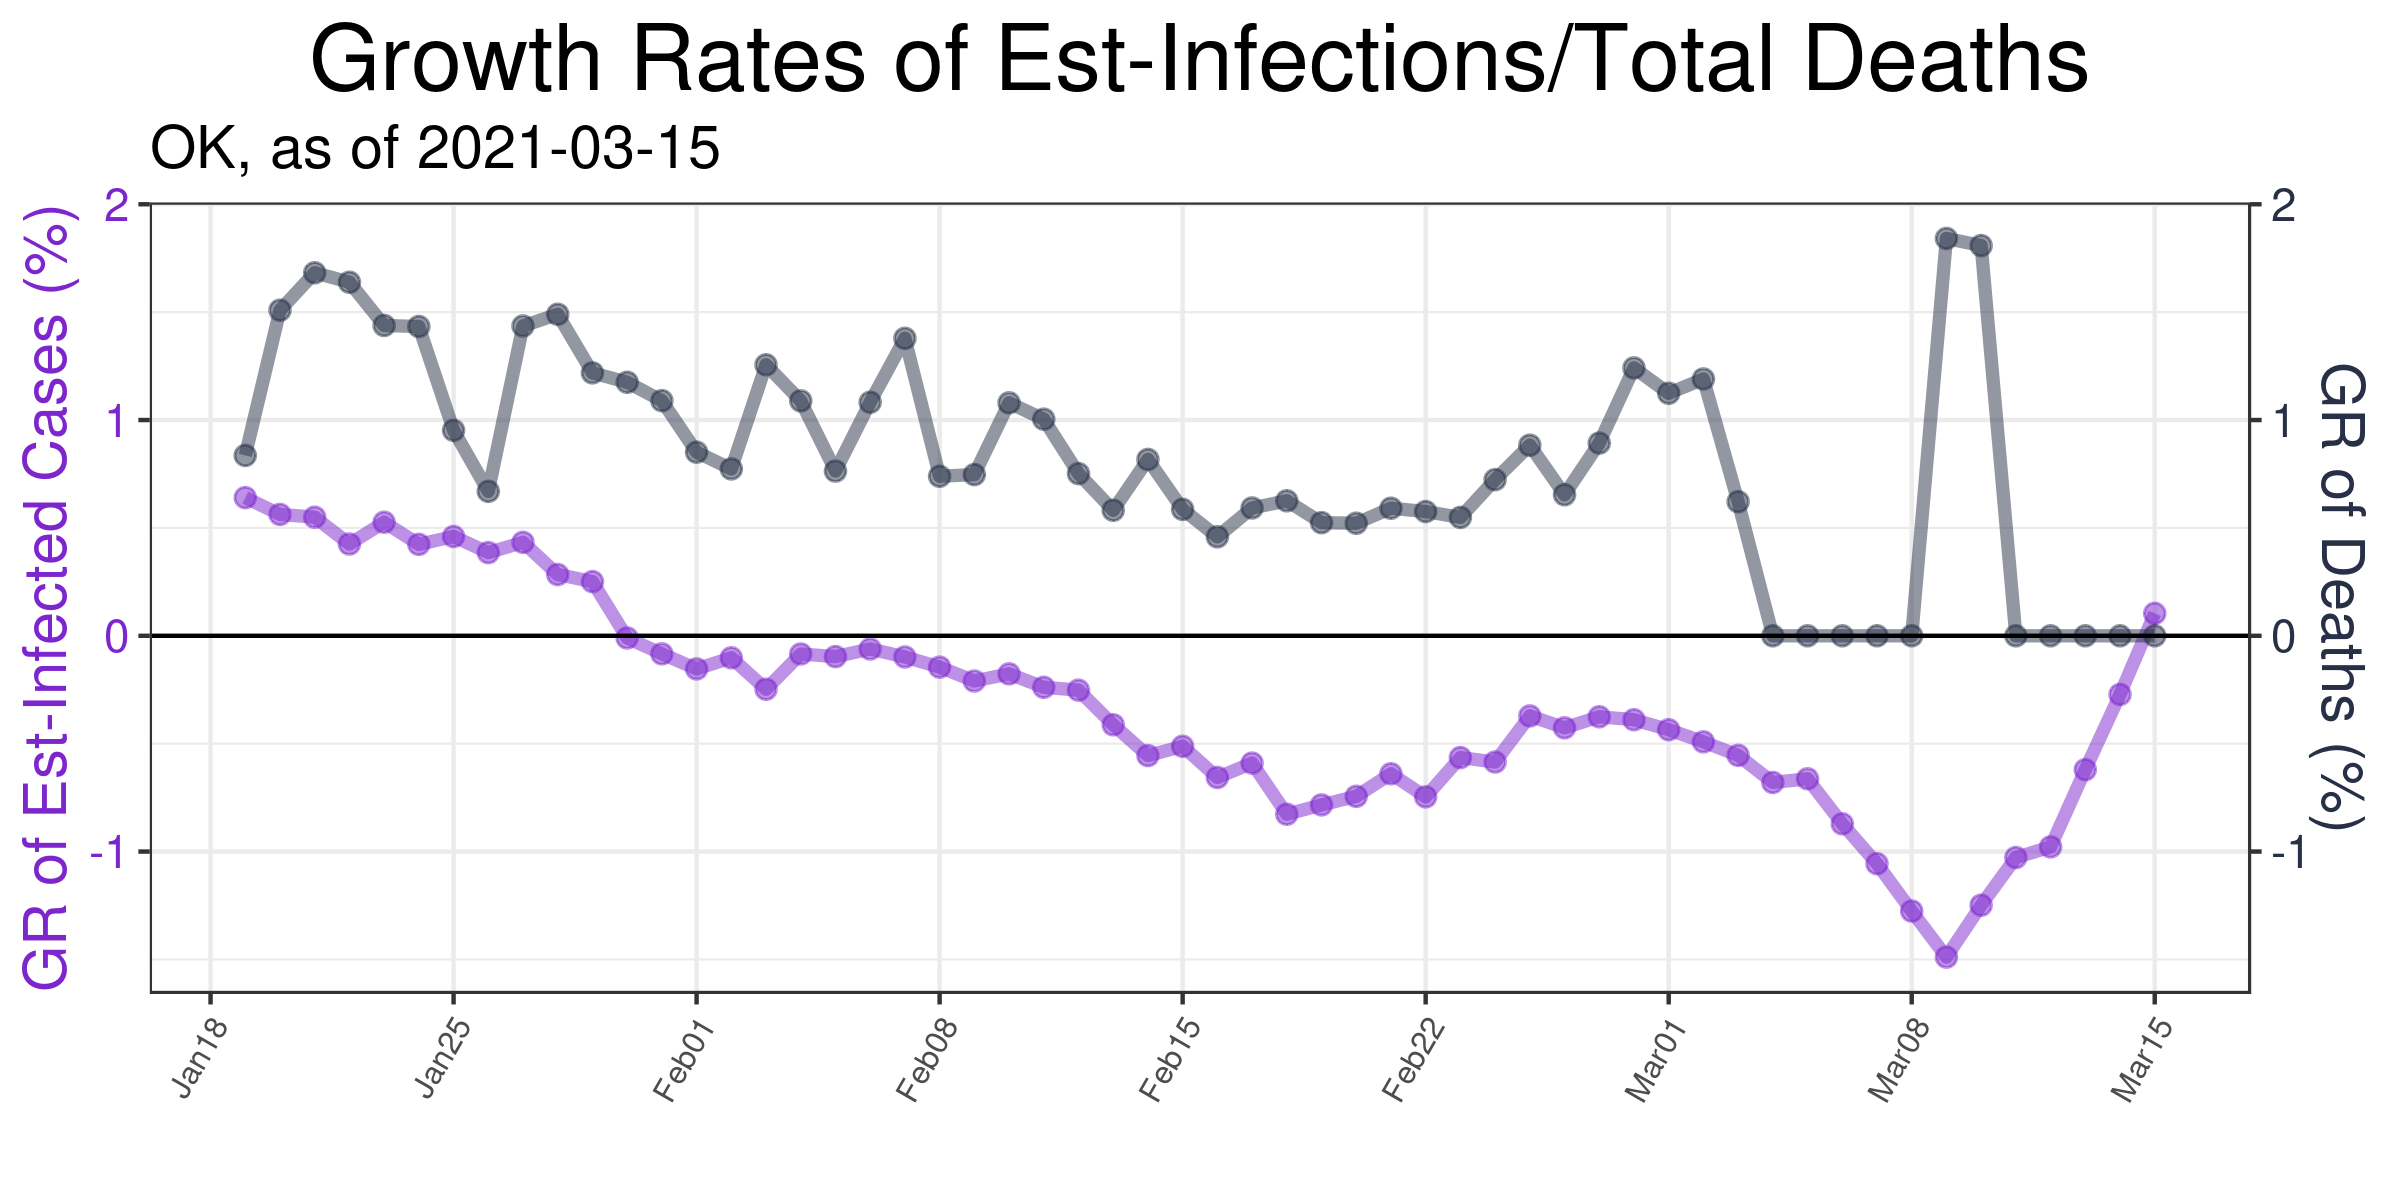 Growth Rates of Est-Infections/Total Deaths
OK, as of 2021-03-15
GR of Est-Infected Cases (%)
2
1
0
-1
2
1
0
-1
GR of Deaths (%)
Jan18
Jan25
Feb01
Feb08
Feb15
Feb22
Mar01
Mar08
Mar15